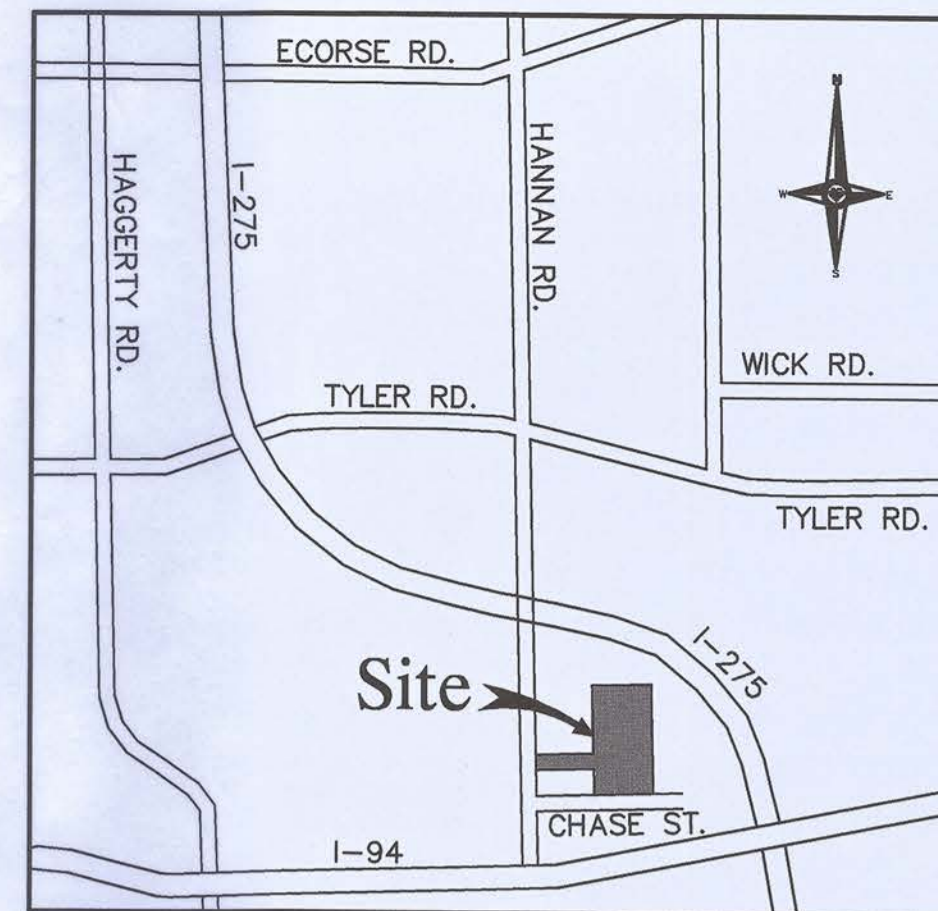 ECORSE RD.
N
W E
S
HAGGERTY RD.
I-275
HANNAN RD.
WICK RD.
TYLER RD.
TYLER RD.
I-275
Site
CHASE ST.
I-94